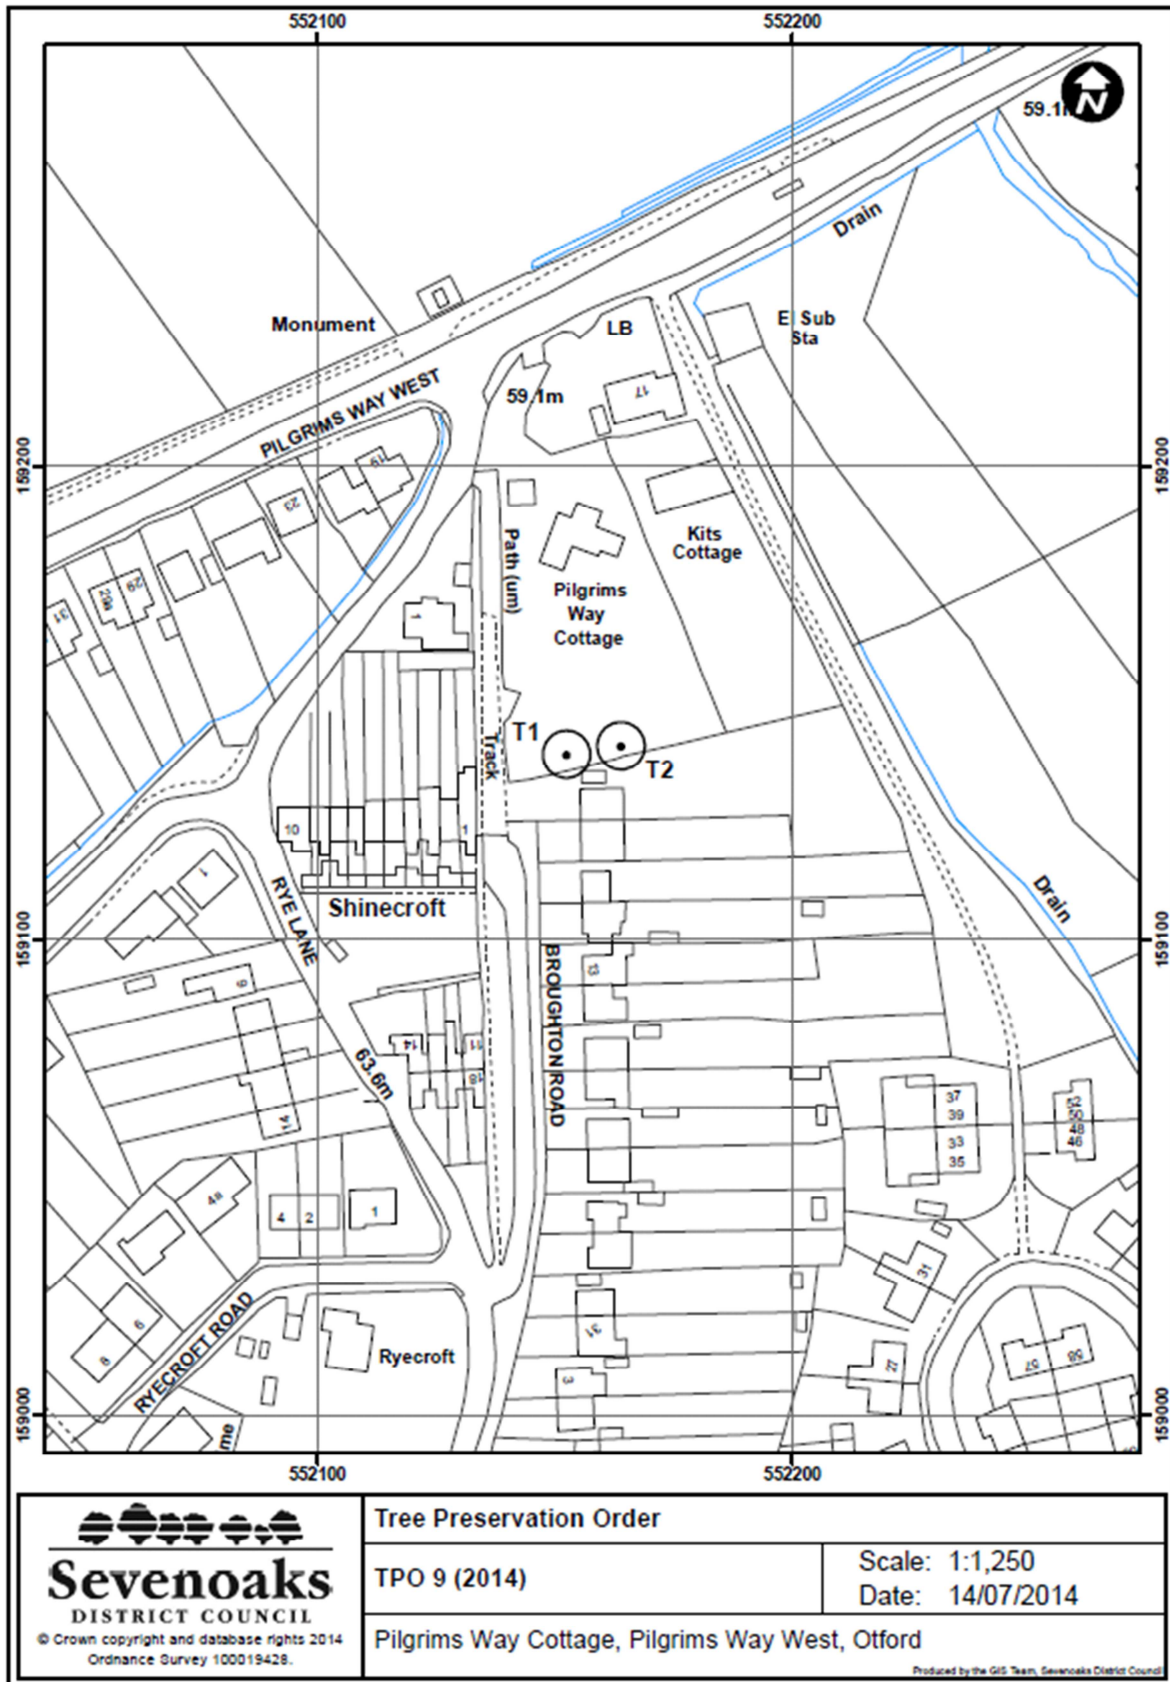 552100
552200
59.1m
N
Drain
Monument
LB
El Sub
Sta
PILGRIMS WAY WEST
59.1m
17
159200
159200
19
23
Path (um)
Kits
Cottage
29
29a
31
Pilgrims
Way
Cottage
1
T1
T2
Track
10
1
1
Shinecroft
RYE LANE
Drain
159100
159100
BROUGHTON ROAD
13
9
14
11
18
63.6m
14
37
39
33
35
52
50
48
46
4a
4
2
1
31
6
8
RYECROFT ROAD
Ryecroft
31
3
27
57
58
159000
159000
me
552100
552200
Sevenoaks
DISTRICT COUNCIL
© Crown copyright and database rights 2014
Ordnance Survey 100019428.
Tree Preservation Order
TPO 9 (2014)
Scale: 1:1,250
Date: 14/07/2014
Pilgrims Way Cottage, Pilgrims Way West, Otford
Produced by the GIS Team, Sevenoaks District Council